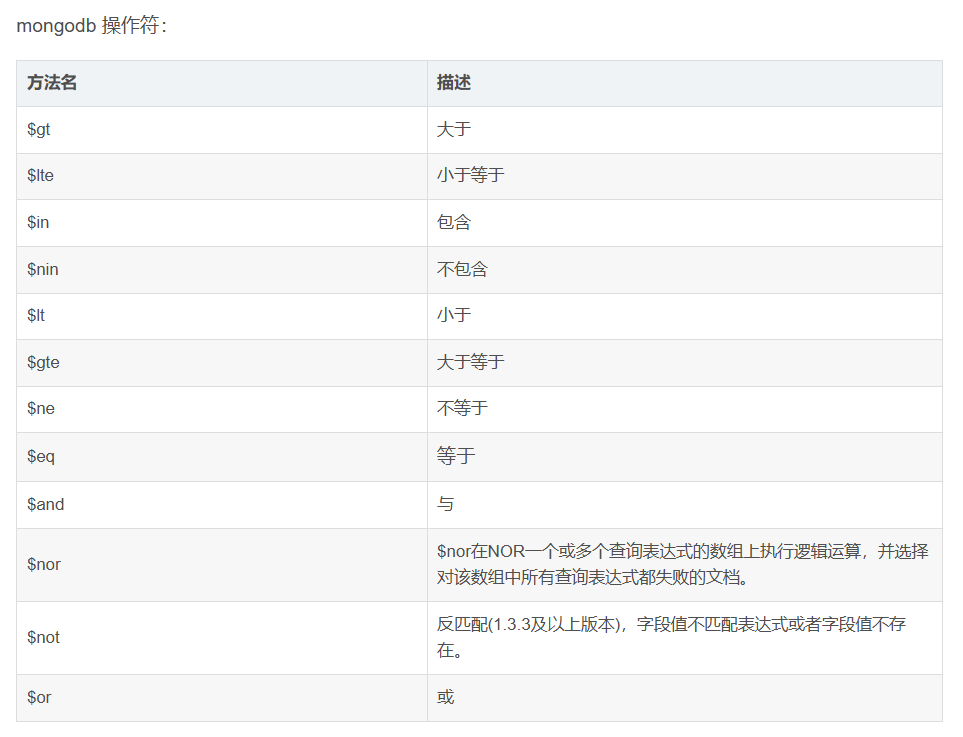 mongodb 操作符：
方法名 描述
$gt 大于
$lte 小于等于
$in 包含
$nin 不包含
$lt 小于
$gte 大于等于
$ne 不等于
$eq 等于
$and 与
$nor $nor在NOR一个或多个查询表达式的数组上执行逻辑运算，并选择
对该数组中所有查询表达式都失败的文档。
$not 反匹配(1.3.3及以上版本)，字段值不匹配表达式或者字段值不存
在。
$or 或